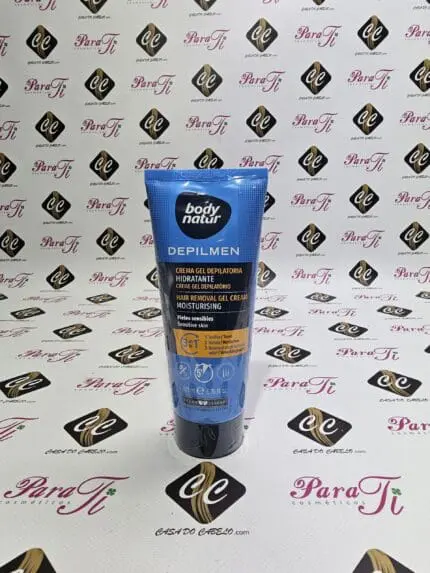 body
natur
DEPILMEN
CREMA GEL DEPILATORIA
HIDRATANTE
CREME GEL DEPILATÓRIO
HAIR REMOVAL GEL CREAM
MOISTURISING
Pieles sensibles
Sensitive skin
3en1
CC
CASA DO CABELO.com
ParaTi
cosméticos